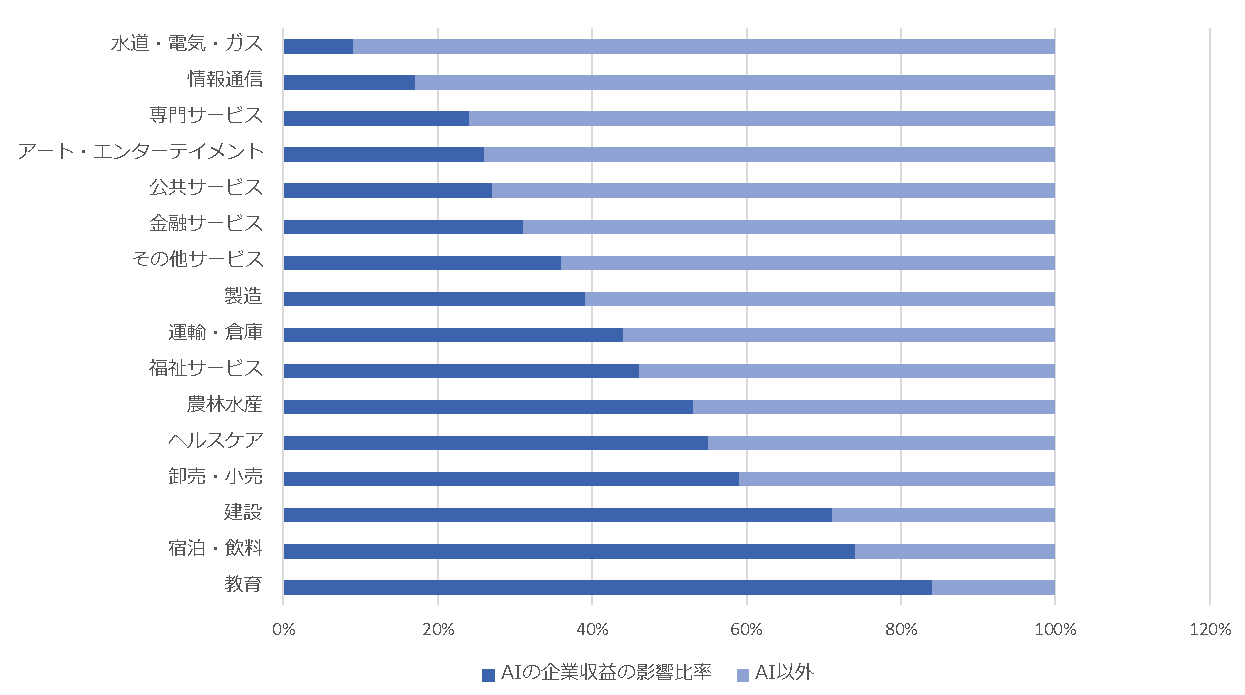 水道・電気・ガス
情報通信
専門サービス
アート・エンターテイメント
公共サービス
金融サービス
その他サービス
製造
運輸・倉庫
福祉サービス
農林水産
ヘルスケア
卸売・小売
建設
宿泊・飲料
教育
0% 20% 40% 60% 80% 100% 120%
AIの企業収益の影響比率 AI以外